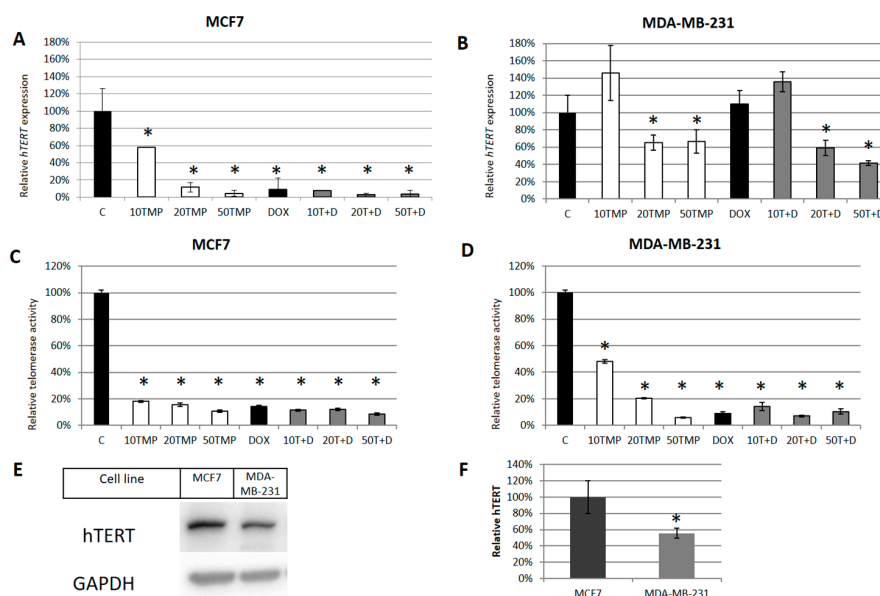 A
MCF7
Relative hTERT expression
180%
160%
140%
120%
100%
80%
60%
40%
20%
0%
* * * * * * *
C 10TMP 20TMP 50TMP DOX 10T+D 20T+D 50T+D
B
MDA-MB-231
Relative hTERT expression
180%
160%
140%
120%
100%
80%
60%
40%
20%
0%
* * * *
C 10TMP 20TMP 50TMP DOX 10T+D 20T+D 50T+D
C
MCF7
Relative telomerase activity
120%
100%
80%
60%
40%
20%
0%
* * * * * * *
C 10TMP 20TMP 50TMP DOX 10T+D 20T+D 50T+D
D
MDA-MB-231
Relative telomerase activity
120%
100%
80%
60%
40%
20%
0%
* * * * * * *
C 10TMP 20TMP 50TMP DOX 10T+D 20T+D 50T+D
E
Cell line MCF7 MDA-
MB-231
hTERT
GAPDH
F
Relative hTERT
140%
120%
100%
80%
60%
40%
20%
0%
*
MCF7 MDA-MB-231